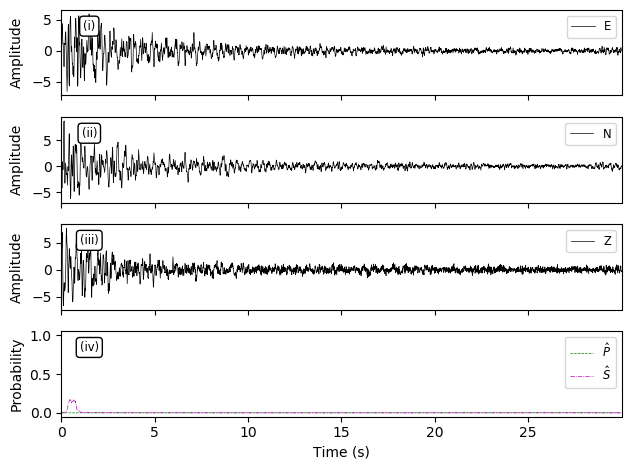 Amplitude
5
0
−5
(i)
E
Amplitude
5
0
−5
(ii)
N
Amplitude
5
0
−5
(iii)
Z
Probability
1.0
0.5
0.0
(iv)
P̂
Ŝ
0 5 10 15 20 25
Time (s)